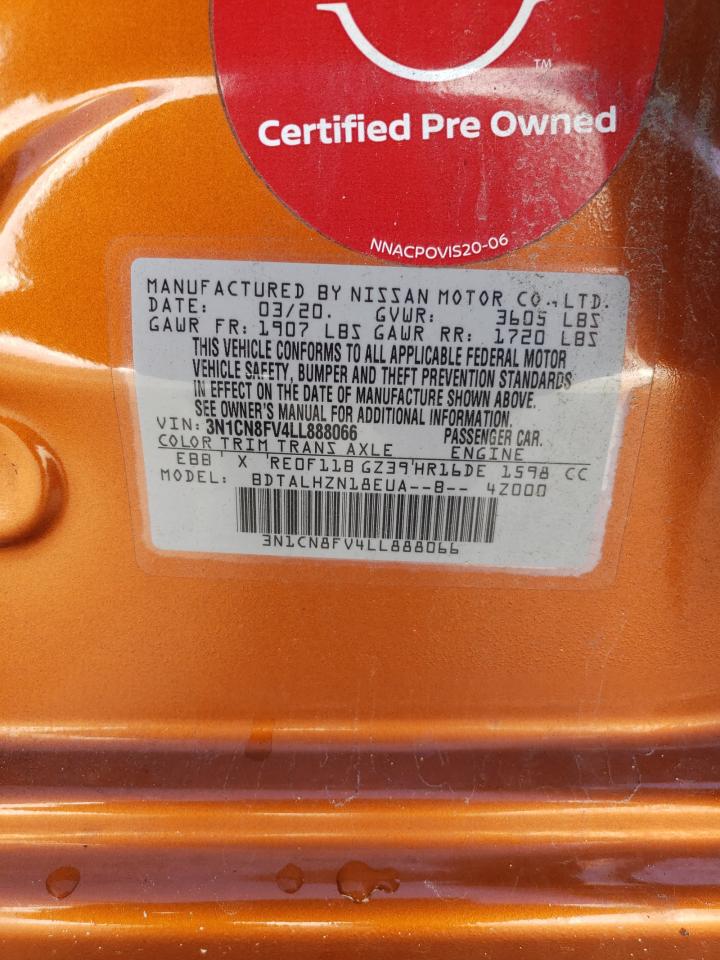 TM
Certified Pre Owned
NNACPOVIS20-06
MANUFACTURED BY NISSAN MOTOR CO., LTD.
DATE: 03/20. GVWR: 3605 LBS
GAWR FR: 1907 LBS GAWR RR: 1720 LBS
THIS VEHICLE CONFORMS TO ALL APPLICABLE FEDERAL MOTOR
VEHICLE SAFETY, BUMPER AND THEFT PREVENTION STANDARDS
IN EFFECT ON THE DATE OF MANUFACTURE SHOWN ABOVE.
SEE OWNER'S MANUAL FOR ADDITIONAL INFORMATION.
VIN: 3N1CN8FV4LL888066 PASSENGER CAR.
COLOR TRIM TRANS AXLE ENGINE
EBB ' X 'RE0F11B GZ39'HR16DE 1598 CC
MODEL: BDTALHZN18EUA--B-- 4Z000
3N1CN8FV4LL888066